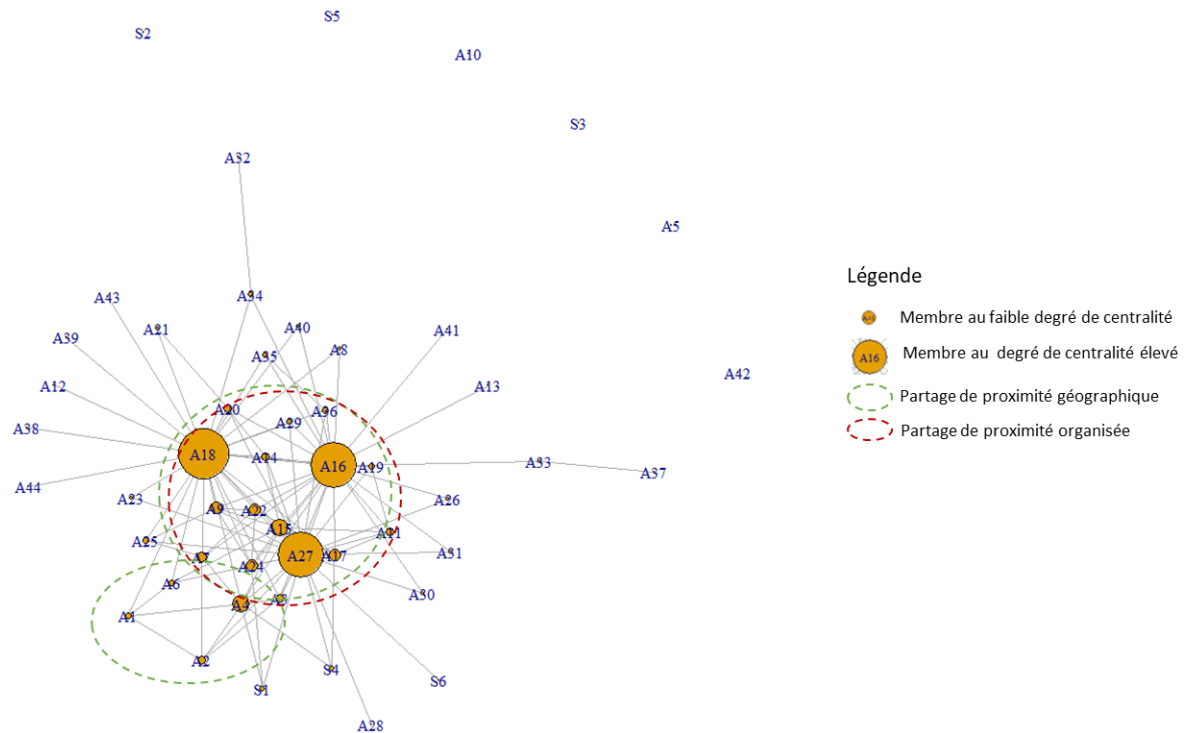 S5
S2
A10
S3
A32
A5
A34
A43
A21
A40
A41
A39
A35
A8
A42
A12
A13
A20
A36
A29
A38
A18
A14
A16
A19
A33
A37
A44
A23
A26
A9
A22
A15
A11
A25
A7
A27
A17
A31
A24
A6
A30
A4
A3
A1
A2
S4
S6
S1
A28
Légende
Membre au faible degré de centralité
A16
Membre au degré de centralité élevé
Partage de proximité géographique
Partage de proximité organisée